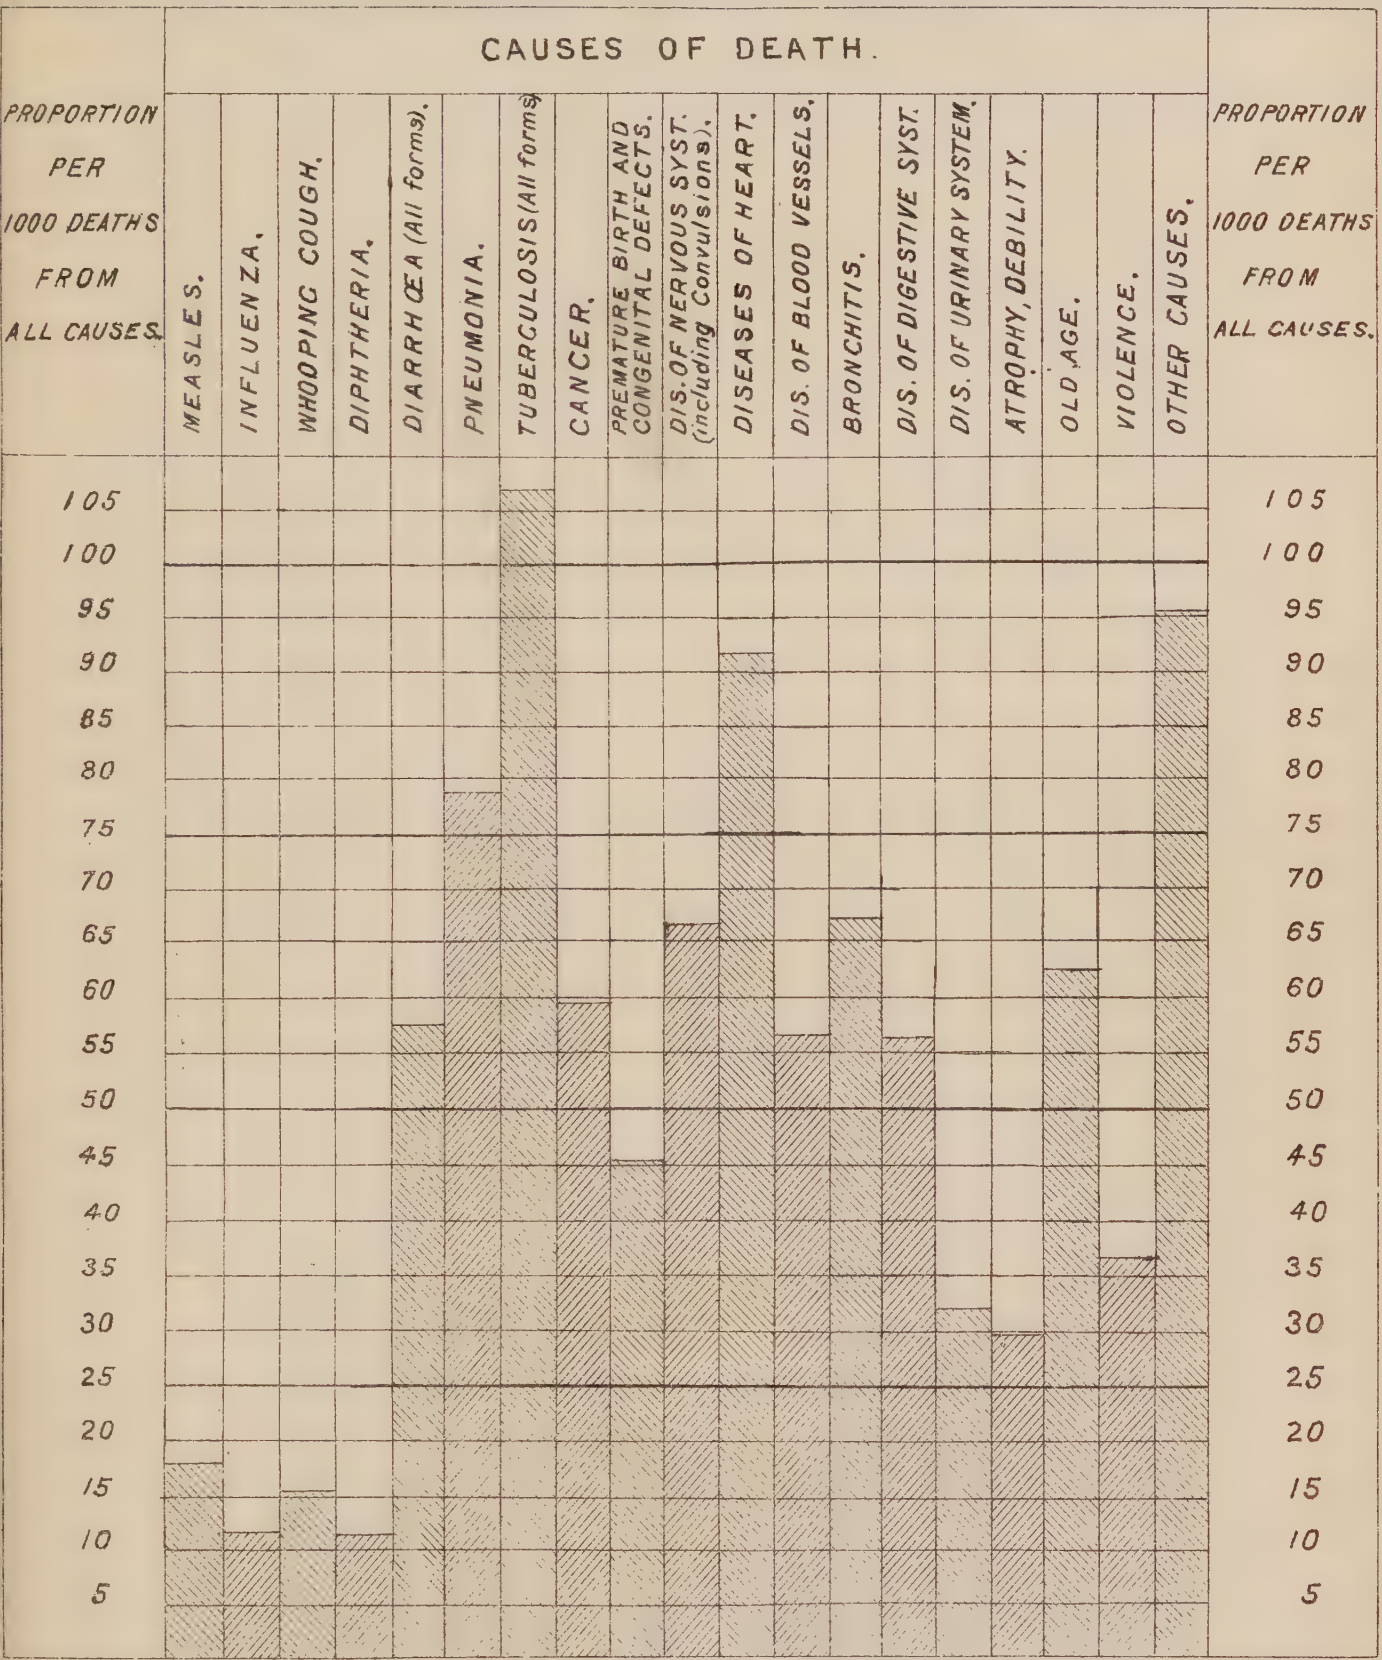 CAUSES OF DEATH.
PROPORTION
PER
1000 DEATHS
FROM
ALL CAUSES.
MEASLES.
INFLUENZA.
WHOOPING COUGH.
DIPHTHERIA.
DIARRHŒA (All forms).
PNEUMONIA.
TUBERCULOSIS (All forms)
CANCER.
PREMATURE BIRTH AND
CONGENITAL DEFECTS.
DIS. OF NERVOUS SYST.
(including Convulsions).
DISEASES OF HEART.
DIS. OF BLOOD VESSELS.
BRONCHITIS.
DIS. OF DIGESTIVE SYST.
DIS. OF URINARY SYSTEM.
ATROPHY, DEBILITY.
OLD AGE.
VIOLENCE.
OTHER CAUSES.
PROPORTION
PER
1000 DEATHS
FROM
ALL CAUSES.
105 105
100 100
95 95
90 90
85 85
80 80
75 75
70 70
65 65
60 60
55 55
50 50
45 45
40 40
35 35
30 30
25 25
20 20
15 15
10 10
5 5